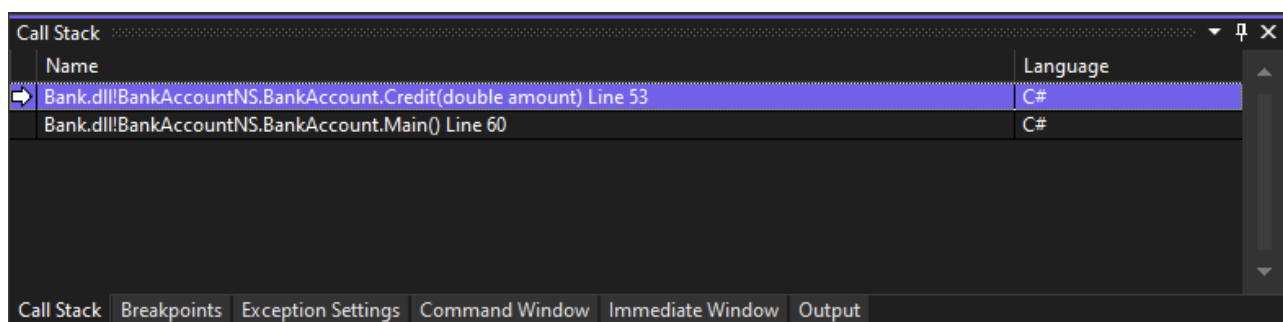 Call Stack
Name Language
Bank.dll!BankAccountNS.BankAccount.Credit(double amount) Line 53 C#
Bank.dll!BankAccountNS.BankAccount.Main() Line 60 C#
Call Stack Breakpoints Exception Settings Command Window Immediate Window Output